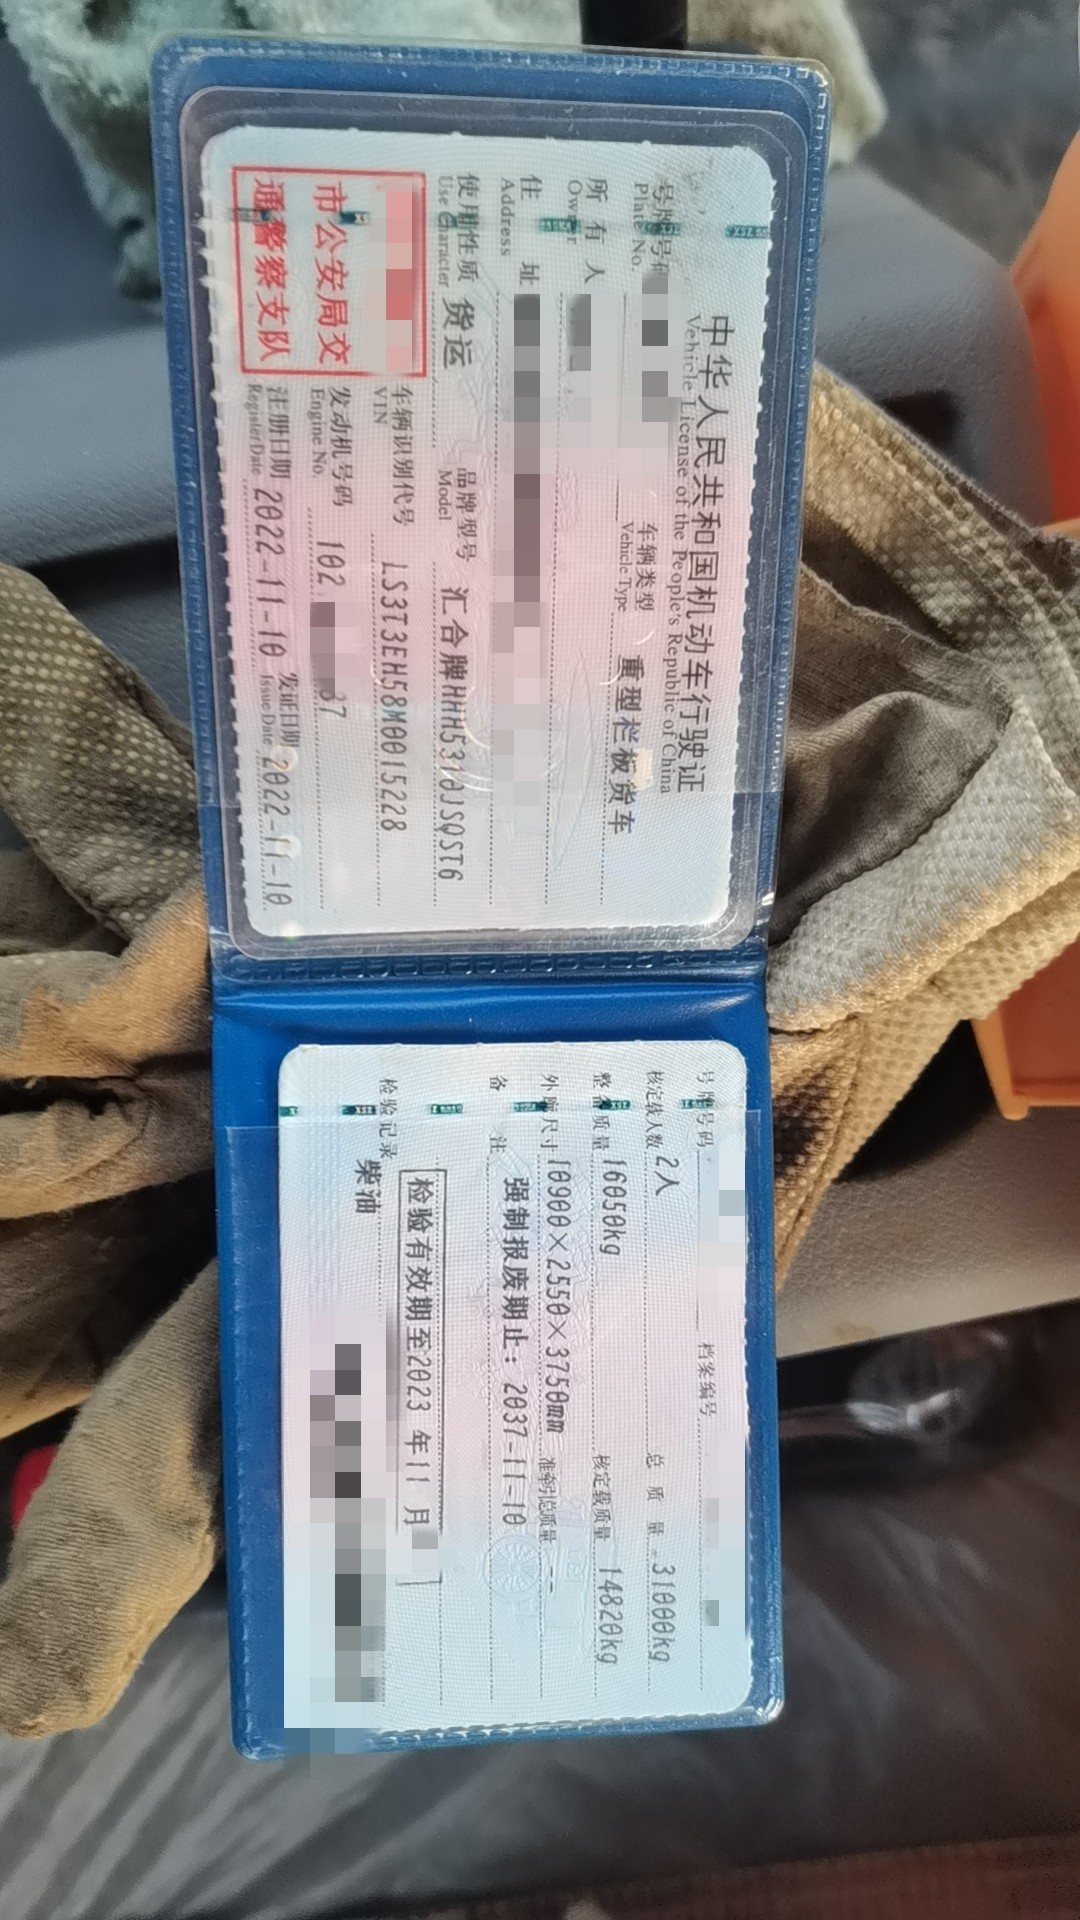 中华人民共和国机动车行驶证
Vehicle License of the People's Republic of China
号牌号码
Plate No.
车辆类型 重型栏板货车
Vehicle Type
所有人
Owner
住址
Address
使用性质 货运
Use Character
品牌型号 汇合牌HHH5310JSQST6
Model
车辆识别代号 LS3T3EH58M0015228
VIN
发动机号码 102 37
Engine No.
注册日期 2022-11-10
Register Date
发证日期 2022-11-10
Issue Date
市公安局交
通警察支队
号牌号码
档案编号
核定载人数 2人
总质量 31000kg
整备质量 16050kg
核定载质量 14820kg
外廓尺寸 10900×2550×3750mm
准牵引总质量 --
备注 强制报废期止：2037-11-10
检验有效期至2023 年11 月
检验记录
柴油